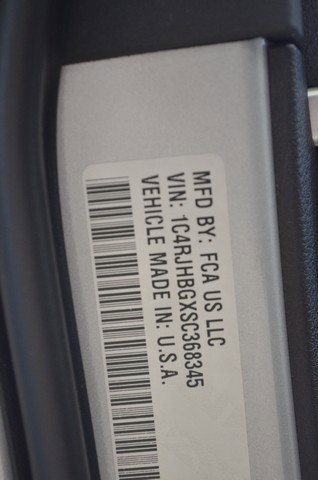 MFD BY: FCA US LLC
VIN: 1C4RJHBGXSC368345
VEHICLE MADE IN: U.S.A.